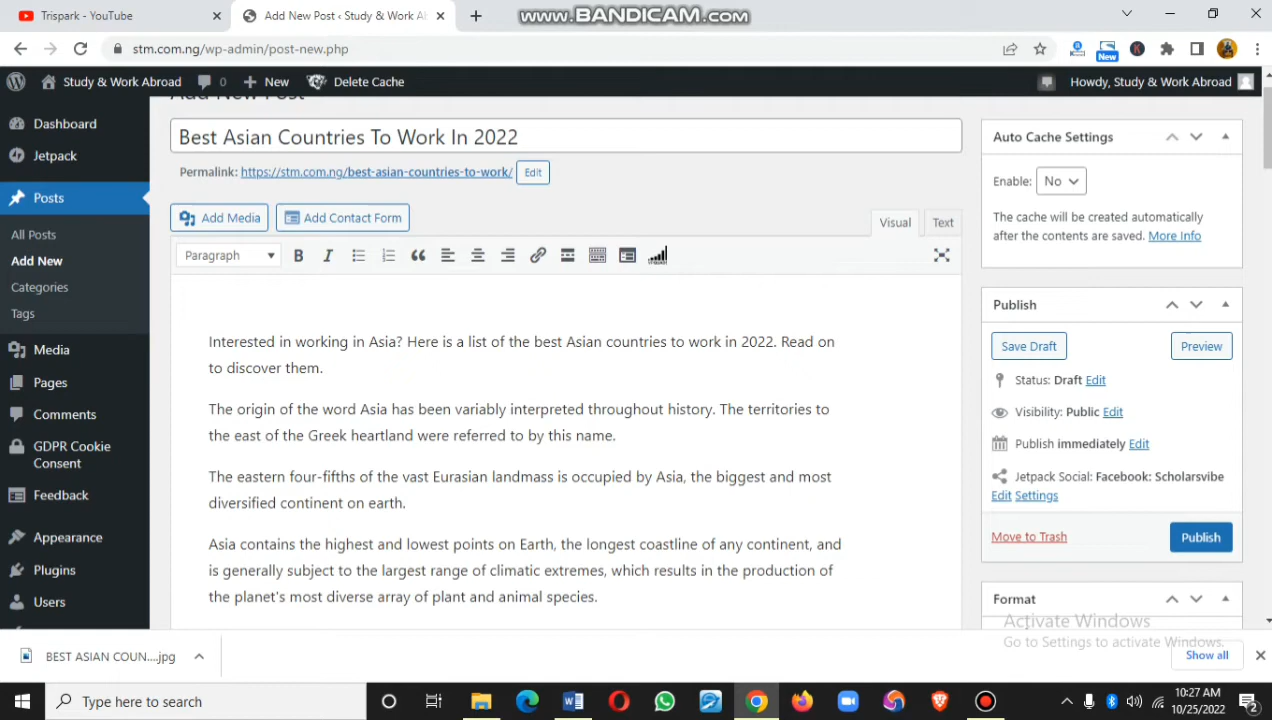 Trispark - YouTube
Add New Post ‹ Study & Work Ab
www.BANDICAM.com
stm.com.ng/wp-admin/post-new.php
New
Study & Work Abroad
0
New
Delete Cache
Howdy, Study & Work Abroad
Add New Post
Dashboard
Jetpack
Posts
All Posts
Add New
Categories
Tags
Media
Pages
Comments
GDPR Cookie
Consent
Feedback
Appearance
Plugins
Users
Best Asian Countries To Work In 2022
Permalink: https://stm.com.ng/best-asian-countries-to-work/ Edit
Add Media
Add Contact Form
Visual
Text
Paragraph
B I
Interested in working in Asia? Here is a list of the best Asian countries to work in 2022. Read on
to discover them.
The origin of the word Asia has been variably interpreted throughout history. The territories to
the east of the Greek heartland were referred to by this name.
The eastern four-fifths of the vast Eurasian landmass is occupied by Asia, the biggest and most
diversified continent on earth.
Asia contains the highest and lowest points on Earth, the longest coastline of any continent, and
is generally subject to the largest range of climatic extremes, which results in the production of
the planet's most diverse array of plant and animal species.
Auto Cache Settings
Enable: No
The cache will be created automatically
after the contents are saved. More Info
Publish
Save Draft
Preview
Status: Draft Edit
Visibility: Public Edit
Publish immediately Edit
Jetpack Social: Facebook: Scholarsvibe
Edit Settings
Move to Trash
Publish
Format
Activate Windows
Go to Settings to activate Windows.
BEST ASIAN COUN....jpg
Show all
Type here to search
10:27 AM
10/25/2022
2